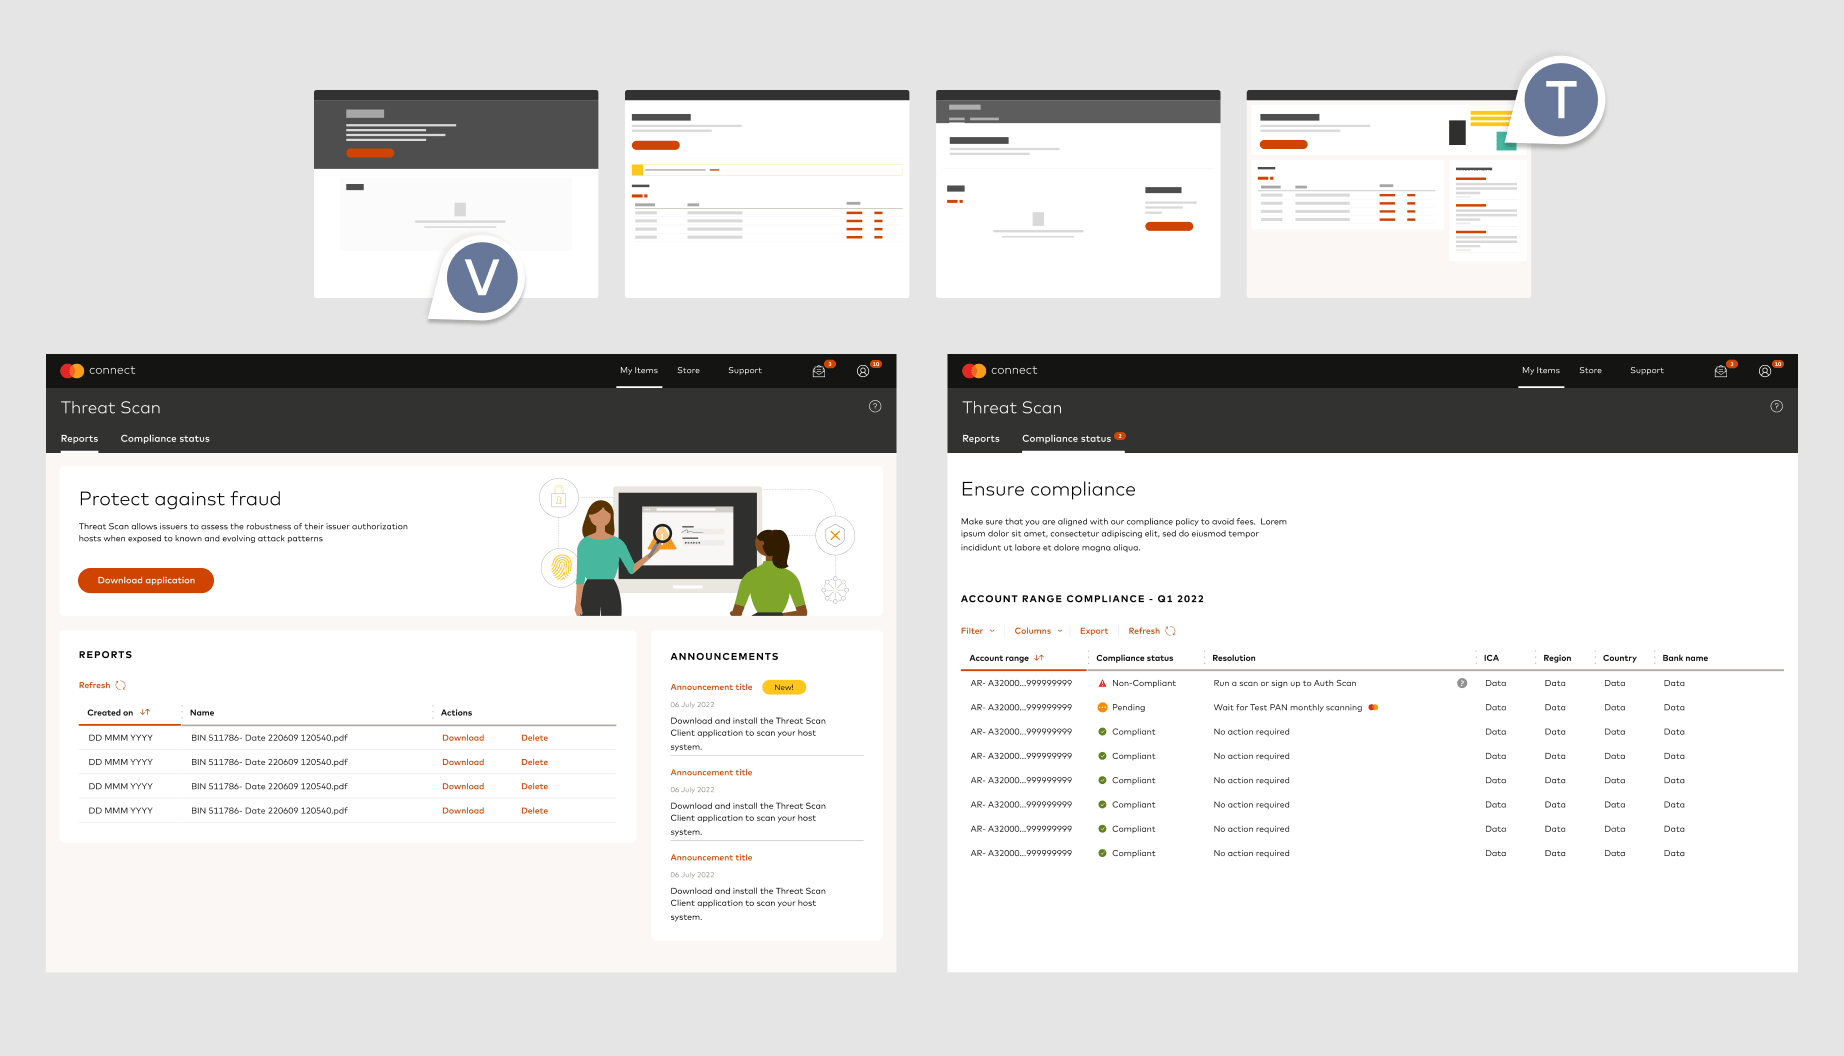 T
V
connect
My Items
Store
Support
3
10
Threat Scan
?
Reports
Compliance status
Protect against fraud
Threat Scan allows issuers to assess the robustness of their issuer authorization
hosts when exposed to known and evolving attack patterns
Download application
REPORTS
Refresh
Created on
Name
Actions
DD MMM YYYY
BIN 511786- Date 220609 120540.pdf
Download
Delete
DD MMM YYYY
BIN 511786- Date 220609 120540.pdf
Download
Delete
DD MMM YYYY
BIN 511786- Date 220609 120540.pdf
Download
Delete
DD MMM YYYY
BIN 511786- Date 220609 120540.pdf
Download
Delete
ANNOUNCEMENTS
Announcement title
New!
06 July 2022
Download and install the Threat Scan
Client application to scan your host
system.
Announcement title
06 July 2022
Download and install the Threat Scan
Client application to scan your host
system.
Announcement title
06 July 2022
Download and install the Threat Scan
Client application to scan your host
system.
connect
My Items
Store
Support
3
10
Threat Scan
?
Reports
Compliance status
2
Ensure compliance
Make sure that you are aligned with our compliance policy to avoid fees. Lorem
ipsum dolor sit amet, consectetur adipiscing elit, sed do eiusmod tempor
incididunt ut labore et dolore magna aliqua.
ACCOUNT RANGE COMPLIANCE - Q1 2022
Filter
Columns
Export
Refresh
Account range
Compliance status
Resolution
ICA
Region
Country
Bank name
AR- A32000...999999999
Non-Compliant
Run a scan or sign up to Auth Scan
?
Data
Data
Data
Data
AR- A32000...999999999
Pending
Wait for Test PAN monthly scanning
Data
Data
Data
Data
AR- A32000...999999999
Compliant
No action required
Data
Data
Data
Data
AR- A32000...999999999
Compliant
No action required
Data
Data
Data
Data
AR- A32000...999999999
Compliant
No action required
Data
Data
Data
Data
AR- A32000...999999999
Compliant
No action required
Data
Data
Data
Data
AR- A32000...999999999
Compliant
No action required
Data
Data
Data
Data
AR- A32000...999999999
Compliant
No action required
Data
Data
Data
Data